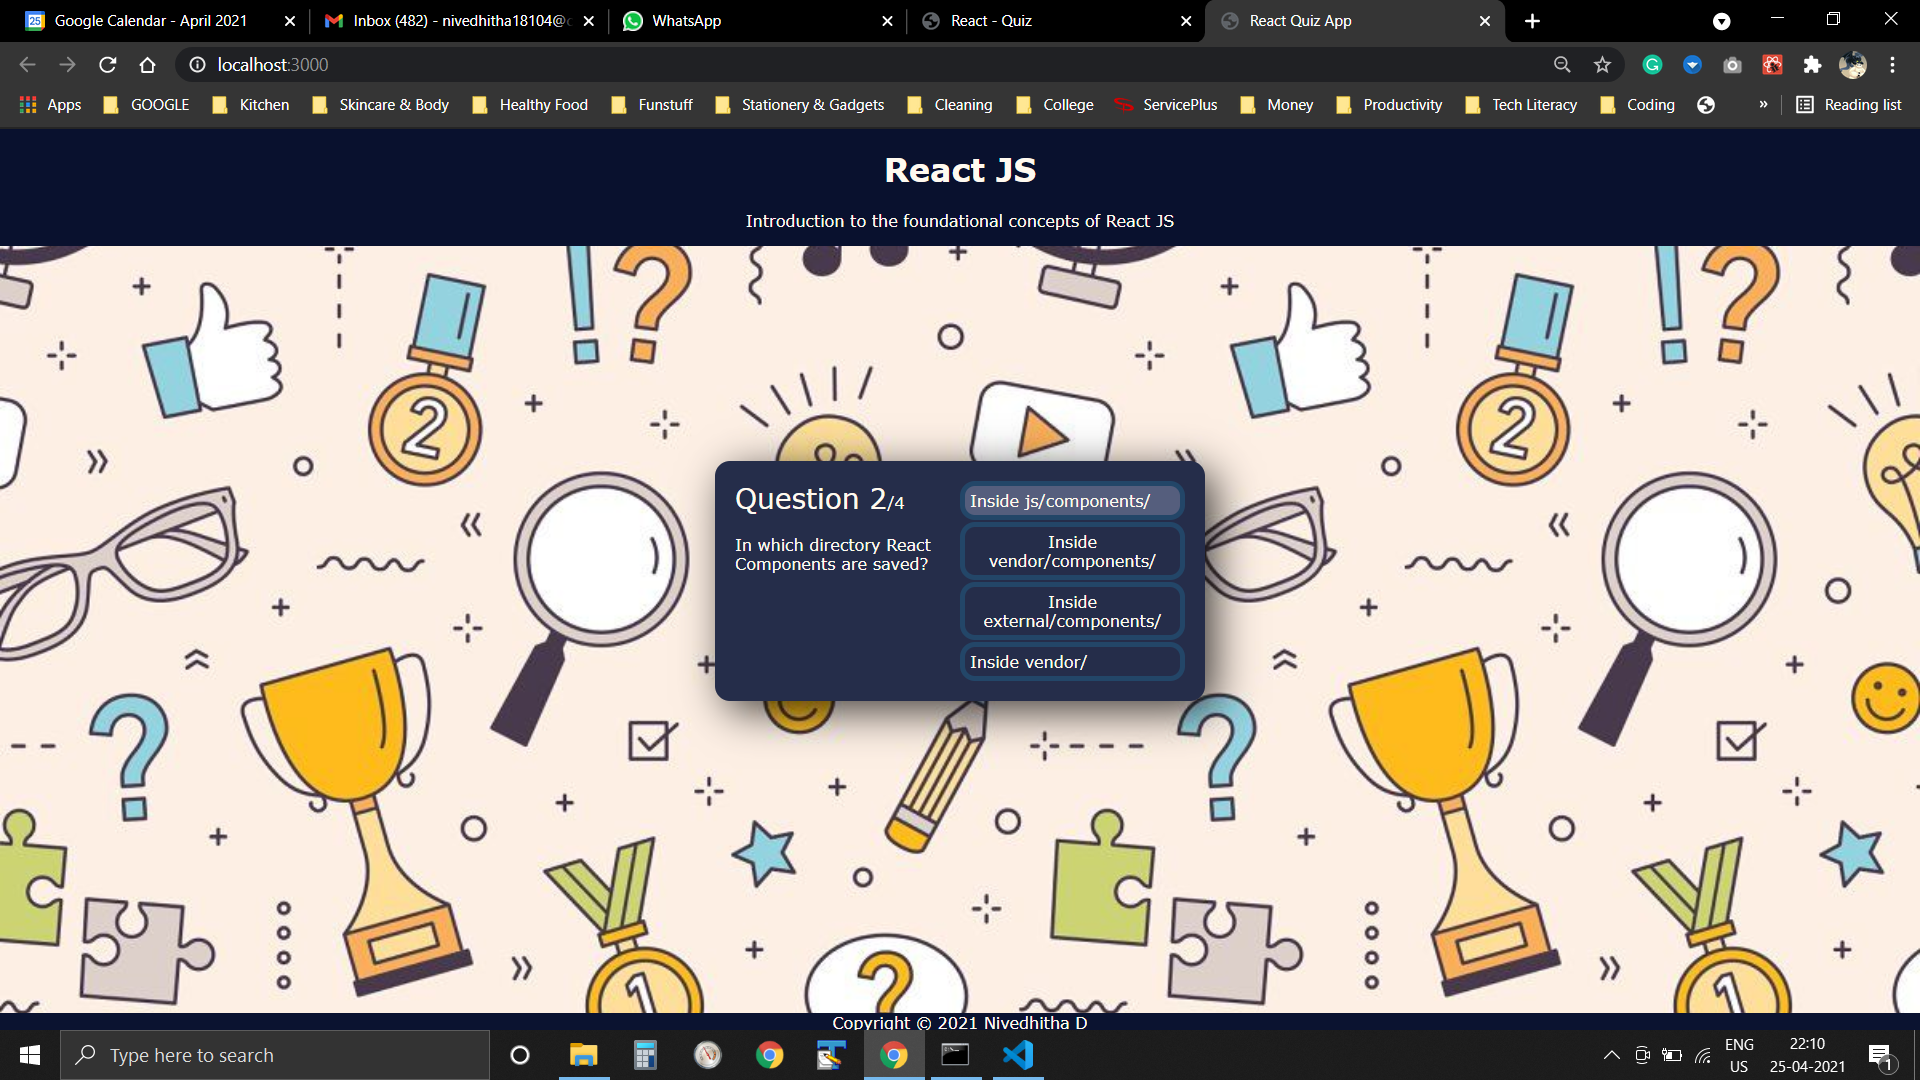 Google Calendar - April 2021
Inbox (482) - nivedhitha18104@
WhatsApp
React - Quiz
React Quiz App
localhost:3000
Apps
GOOGLE
Kitchen
Skincare & Body
Healthy Food
Funstuff
Stationery & Gadgets
Cleaning
College
ServicePlus
Money
Productivity
Tech Literacy
Coding
»
Reading list
React JS
Introduction to the foundational concepts of React JS
Question 2/4
In which directory React
Components are saved?
Inside js/components/
Inside
vendor/components/
Inside
external/components/
Inside vendor/
Copyright © 2021 Nivedhitha D
Type here to search
ENG
US
22:10
25-04-2021
1